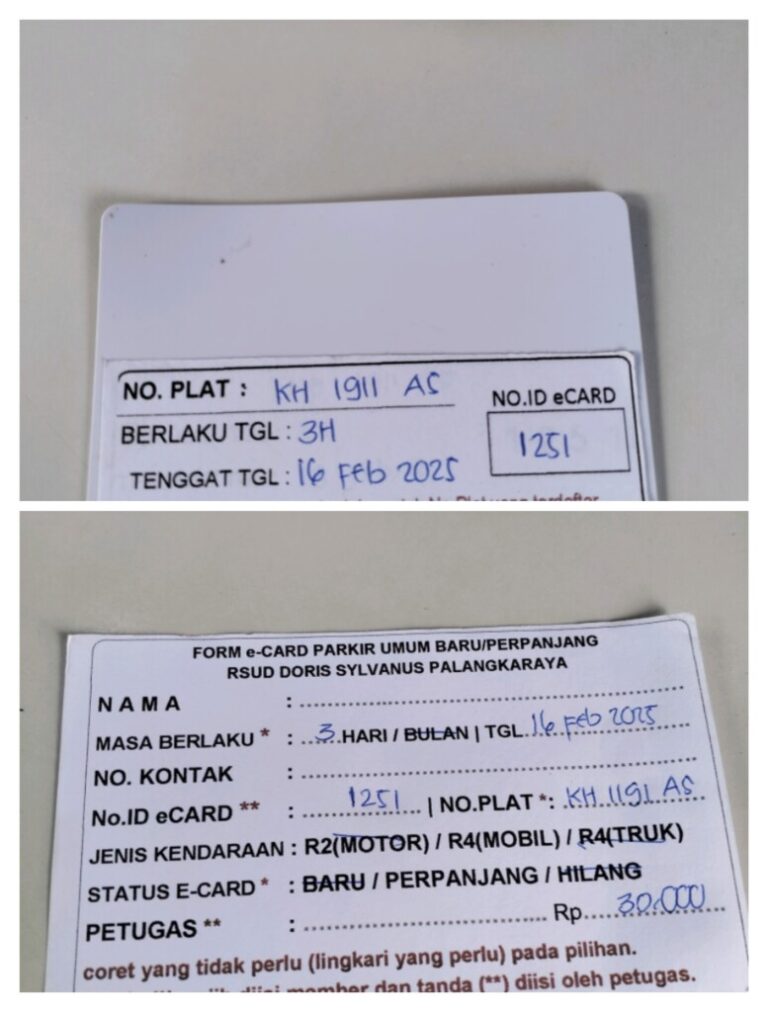 NO. PLAT : KH 1911 AS
NO.ID eCARD
BERLAKU TGL : 3H
1251
TENGGAT TGL : 16 Feb 2025
FORM e-CARD PARKIR UMUM BARU/PERPANJANG
RSUD DORIS SYLVANUS PALANGKARAYA
NAMA : ........................................
MASA BERLAKU * : ...3.HARI / BULAN | TGL.16 Feb 2025
NO. KONTAK : ........................................
No.ID eCARD ** : ......1251... | NO.PLAT *: KH 1191 AS
JENIS KENDARAAN : R2(MOTOR) / R4(MOBIL) / R4(TRUK)
STATUS E-CARD * : BARU / PERPANJANG / HILANG
PETUGAS ** : ........................ Rp....30.000
coret yang tidak perlu (lingkari yang perlu) pada pilihan.
diisi member dan tanda (**) diisi oleh petugas.